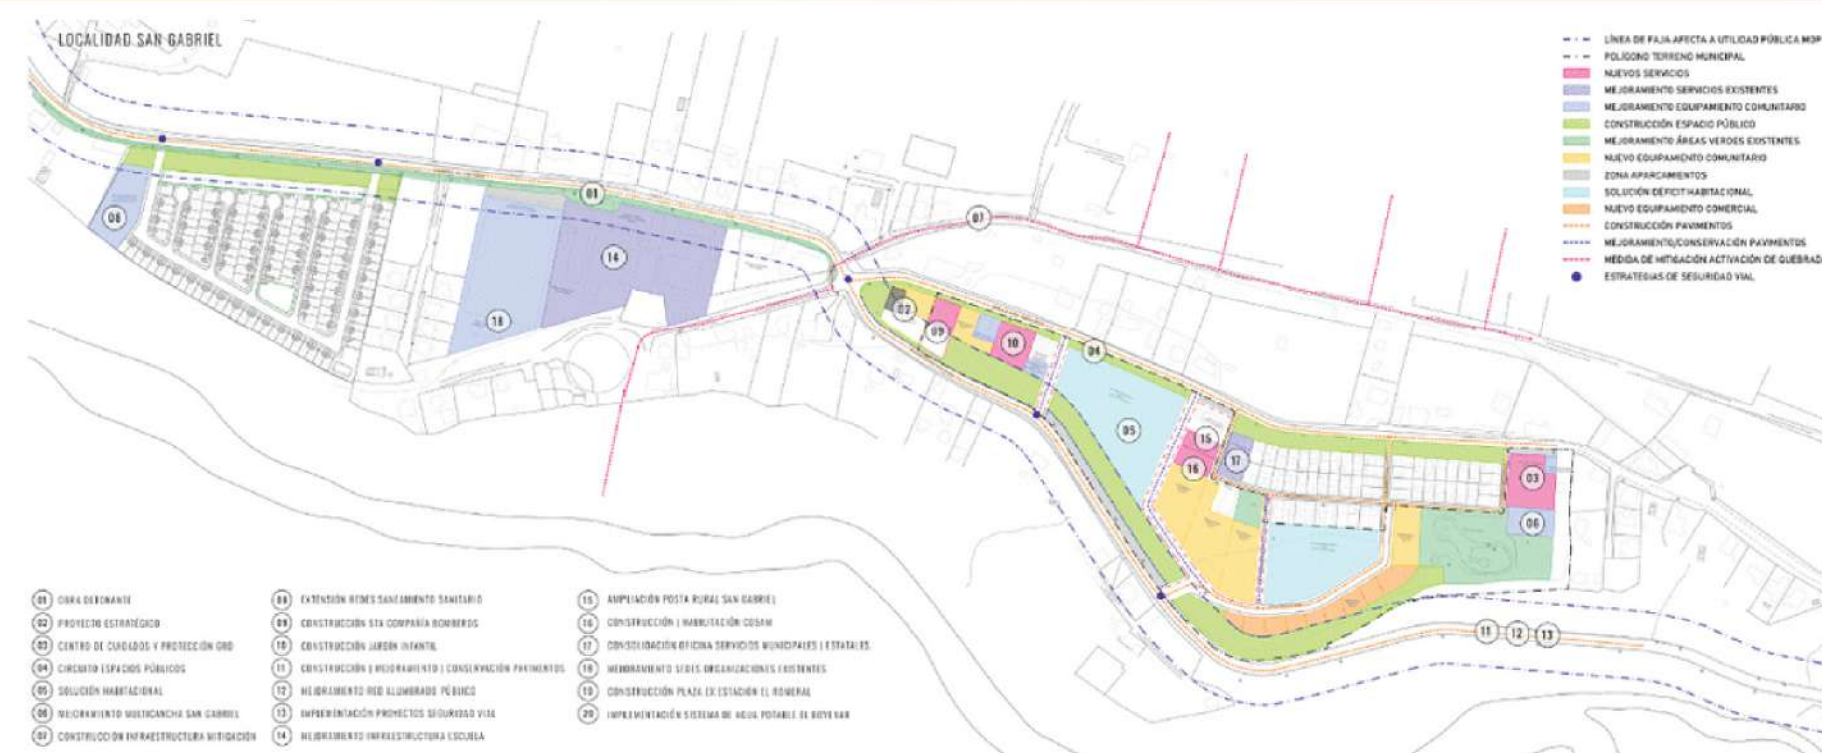 LOCALIDAD SAN GABRIEL
LÍNEA DE FAJA AFECTA A UTILIDAD PÚBLICA MOP
POLÍGONO TERRENO MUNICIPAL
NUEVOS SERVICIOS
MEJORAMIENTO SERVICIOS EXISTENTES
MEJORAMIENTO EQUIPAMIENTO COMUNITARIO
CONSTRUCCIÓN ESPACIO PÚBLICO
MEJORAMIENTO ÁREAS VERDES EXISTENTES
NUEVO EQUIPAMIENTO COMUNITARIO
ZONA APARCAMIENTOS
SOLUCIÓN DÉFICIT HABITACIONAL
NUEVO EQUIPAMIENTO COMERCIAL
CONSTRUCCIÓN PAVIMENTOS
MEJORAMIENTO/CONSERVACIÓN PAVIMENTOS
MEDIDA DE MITIGACIÓN ACTIVACIÓN DE QUEBRAD
ESTRATEGIAS DE SEGURIDAD VIAL
01
07
08
14
18
02
09
10
04
05
15
16
17
03
06
11 12 13
01 OBRA DETONANTE
02 PROYECTO ESTRATÉGICO
03 CENTRO DE CUIDADOS Y PROTECCIÓN GRD
04 CIRCUITO ESPACIOS PÚBLICOS
05 SOLUCIÓN HABITACIONAL
06 MEJORAMIENTO MULTICANCHA SAN GABRIEL
07 CONSTRUCCIÓN INFRAESTRUCTURA MITIGACIÓN
08 EXTENSIÓN REDES SANEAMIENTO SANITARIO
09 CONSTRUCCIÓN 5TA COMPAÑÍA BOMBEROS
10 CONSTRUCCIÓN JARDÍN INFANTIL
11 CONSTRUCCIÓN | MEJORAMIENTO | CONSERVACIÓN PAVIMENTOS
12 MEJORAMIENTO RED ALUMBRADO PÚBLICO
13 IMPLEMENTACIÓN PROYECTOS SEGURIDAD VIAL
14 MEJORAMIENTO INFRAESTRUCTURA ESCUELA
15 AMPLIACIÓN POSTA RURAL SAN GABRIEL
16 CONSTRUCCIÓN | HABILITACIÓN COSAM
17 CONSOLIDACIÓN OFICINA SERVICIOS MUNICIPALES | ESTATALES
18 MEJORAMIENTO SEDES ORGANIZACIONES EXISTENTES
19 CONSTRUCCIÓN PLAZA EX ESTACIÓN EL ROMERAL
20 IMPLEMENTACIÓN SISTEMA DE AGUA POTABLE EL BOYENAR